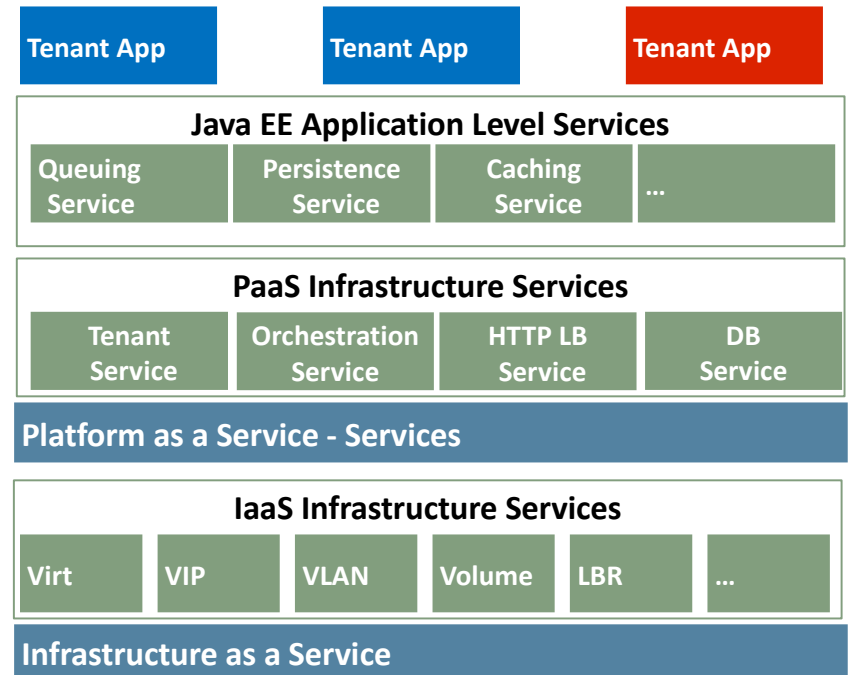 Tenant App
Tenant App
Tenant App
Java EE Application Level Services
Queuing
Service
Persistence
Service
Caching
Service
...
PaaS Infrastructure Services
Tenant
Service
Orchestration
Service
HTTP LB
Service
DB
Service
Platform as a Service - Services
IaaS Infrastructure Services
Virt
VIP
VLAN
Volume
LBR
...
Infrastructure as a Service